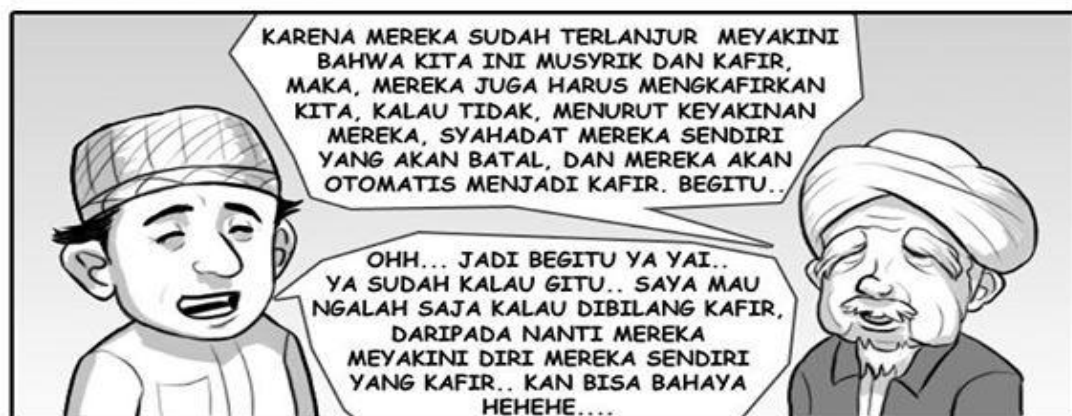 KARENA MEREKA SUDAH TERLANJUR MEYAKINI
BAHWA KITA INI MUSYRIK DAN KAFIR,
MAKA, MEREKA JUGA HARUS MENGKAFIRKAN
KITA, KALAU TIDAK, MENURUT KEYAKINAN
MEREKA, SYAHADAT MEREKA SENDIRI
YANG AKAN BATAL, DAN MEREKA AKAN
OTOMATIS MENJADI KAFIR. BEGITU..
OHH... JADI BEGITU YA YAI..
YA SUDAH KALAU GITU.. SAYA MAU
NGALAH SAJA KALAU DIBILANG KAFIR,
DARIPADA NANTI MEREKA
MEYAKINI DIRI MEREKA SENDIRI
YANG KAFIR.. KAN BISA BAHAYA
HEHEHE....